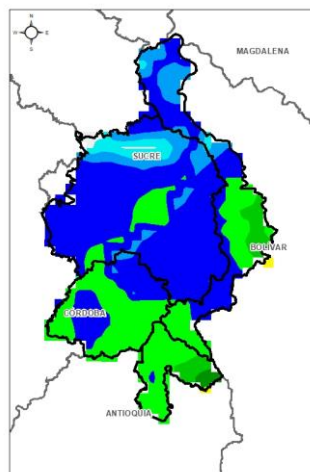 N
W E
S
MAGDALENA
SUCRE
BOLIVAR
CÓRDOBA
ANTIOQUIA